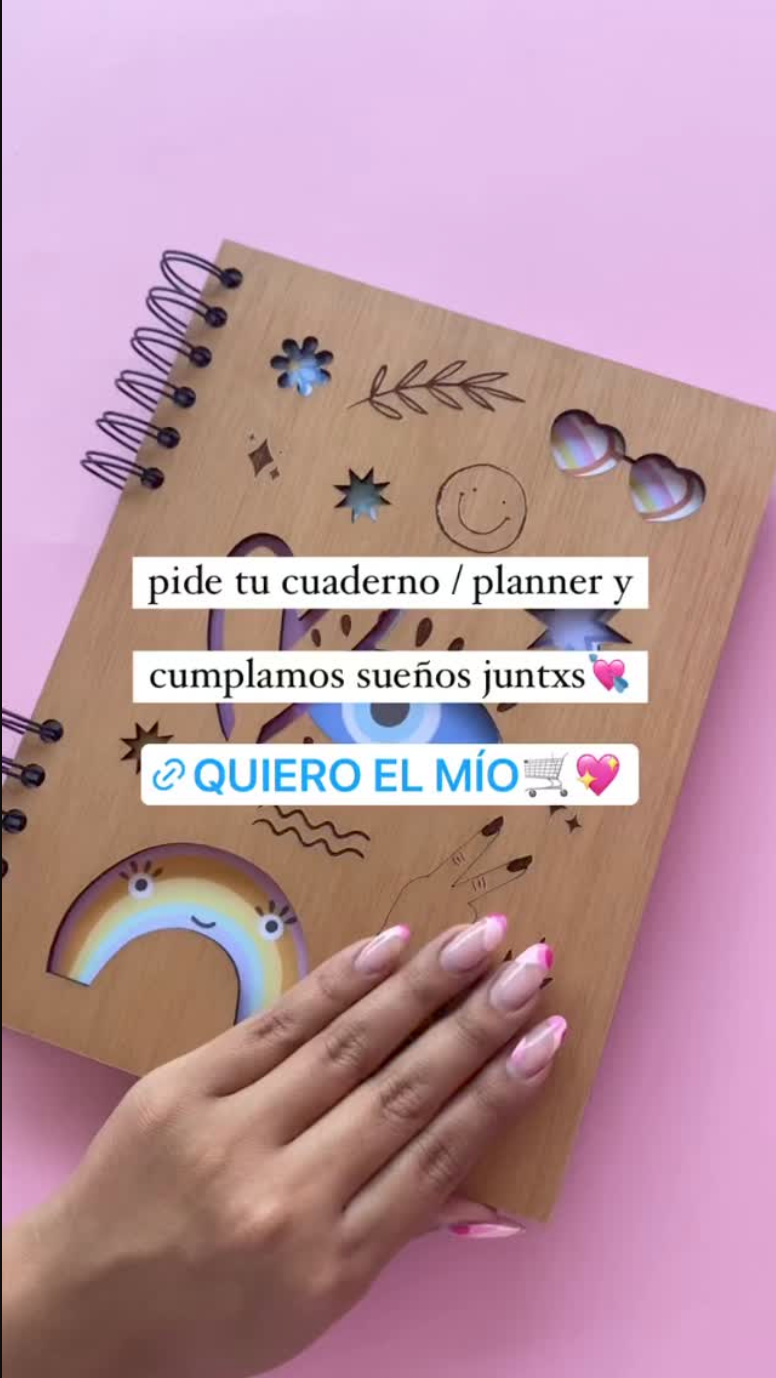 pide tu cuaderno / planner y
cumplamos sueños juntxs💘
QUIERO EL MÍO🛒💖